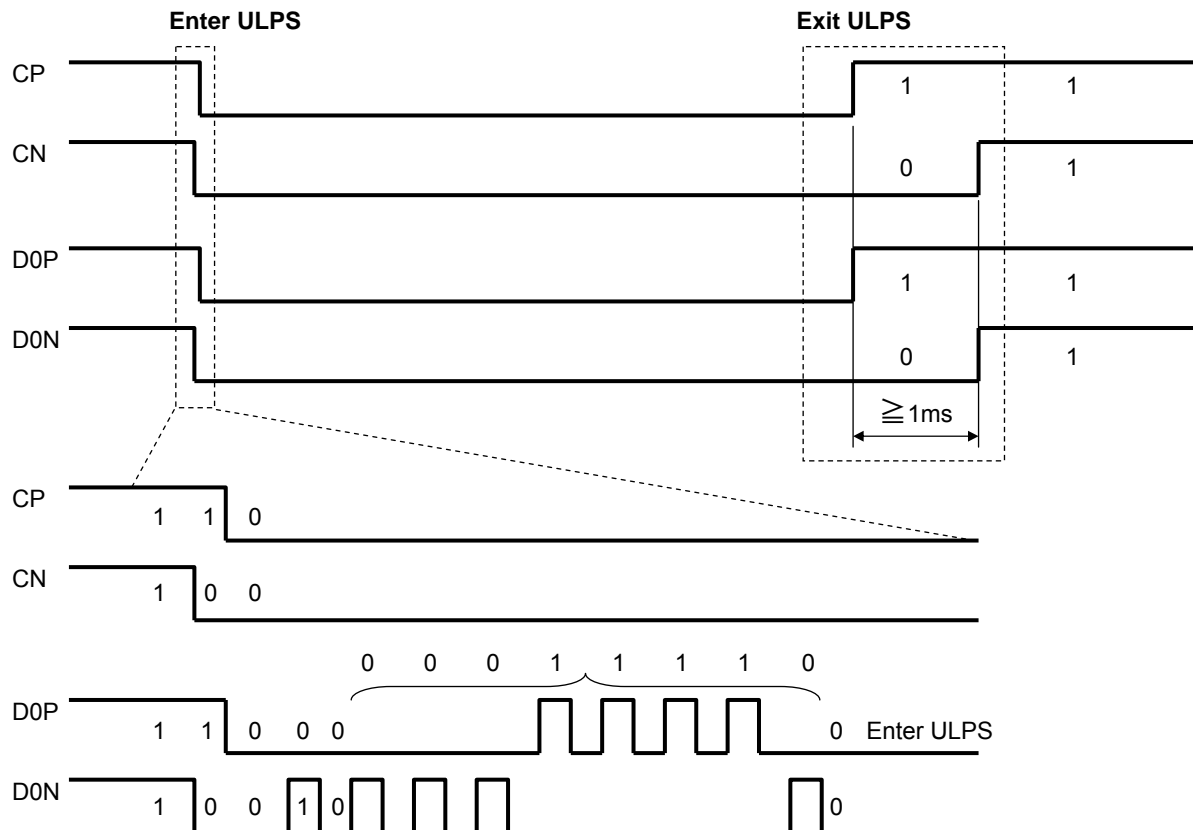 Enter ULPS Exit ULPS
CP 1 1
CN 0 1
D0P 1 1
D0N 0 1
≧ 1ms
CP 1 1 0
CN 1 0 0
0 0 0 1 1 1 1 0
D0P 1 1 0 0 0 0 Enter ULPS
D0N 1 0 0 1 0 0